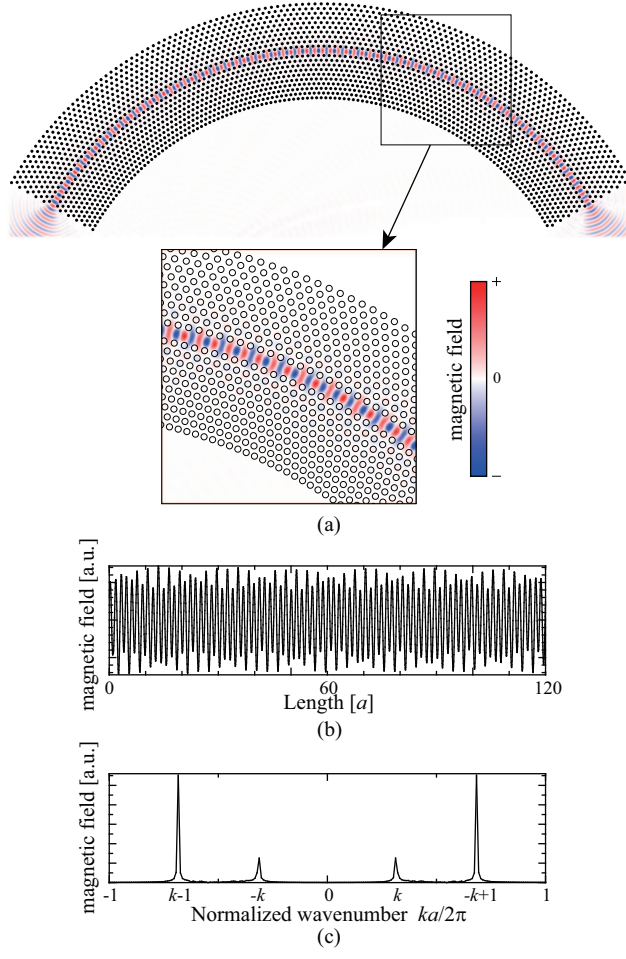 +
magnetic field
0
−
(a)
magnetic field [a.u.]
0
60
120
Length [a]
(b)
magnetic field [a.u.]
-1
k-1
-k
0
k
-k+1
1
Normalized wavenumber ka/2π
(c)